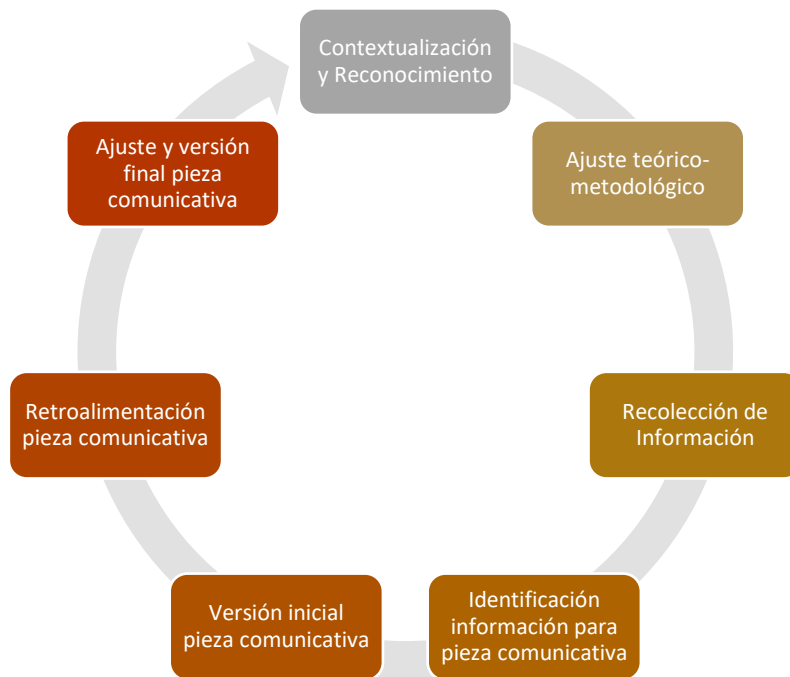 Contextualización
y Reconocimiento
Ajuste teórico-
metodológico
Recolección de
Información
Identificación
información para
pieza comunicativa
Versión inicial
pieza comunicativa
Retroalimentación
pieza comunicativa
Ajuste y versión
final pieza
comunicativa